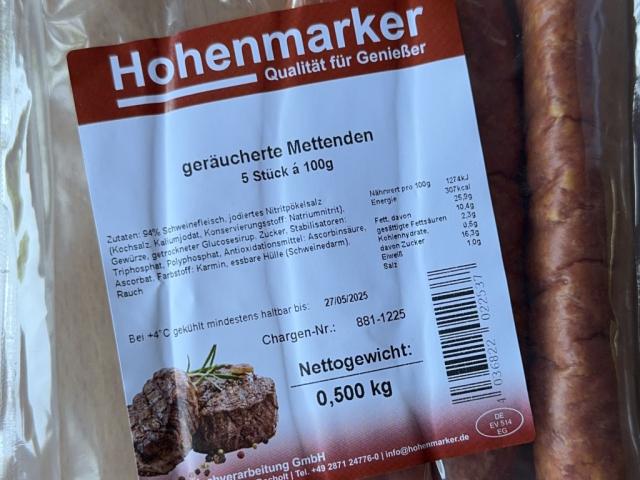 Hohenmarker
Qualität für Genießer
geräucherte Mettenden
5 Stück á 100g
Zutaten: 94% Schweinefleisch, jodiertes Nitritpökelsalz
(Kochsalz, Kaliumjodat, Konservierungsstoff: Natriumnitrit),
Gewürze, getrockneter Glucosesirup, Zucker, Stabilisatoren:
Triphosphat, Polyphosphat, Antioxidationsmittel: Ascorbinsäure,
Ascorbat, Farbstoff: Karmin, essbare Hülle (Schweinedarm),
Rauch
Nährwert pro 100g 1274kJ
Energie 307kcal
25,9g
Fett, davon 10,4g
gesättigte Fettsäuren 2,3g
Kohlenhydrate, 0,5g
davon Zucker 16,3g
Eiweiß 1,0g
Salz
Bei +4°C gekühlt mindestens haltbar bis: 27/05/2025
Chargen-Nr.: 881-1225
Nettogewicht:
0,500 kg
4 036822 022537
DE
EV 514
EG
verarbeitung GmbH
Bocholt | Tel. +49 2871 24776-0 | info@hohenmarker.de